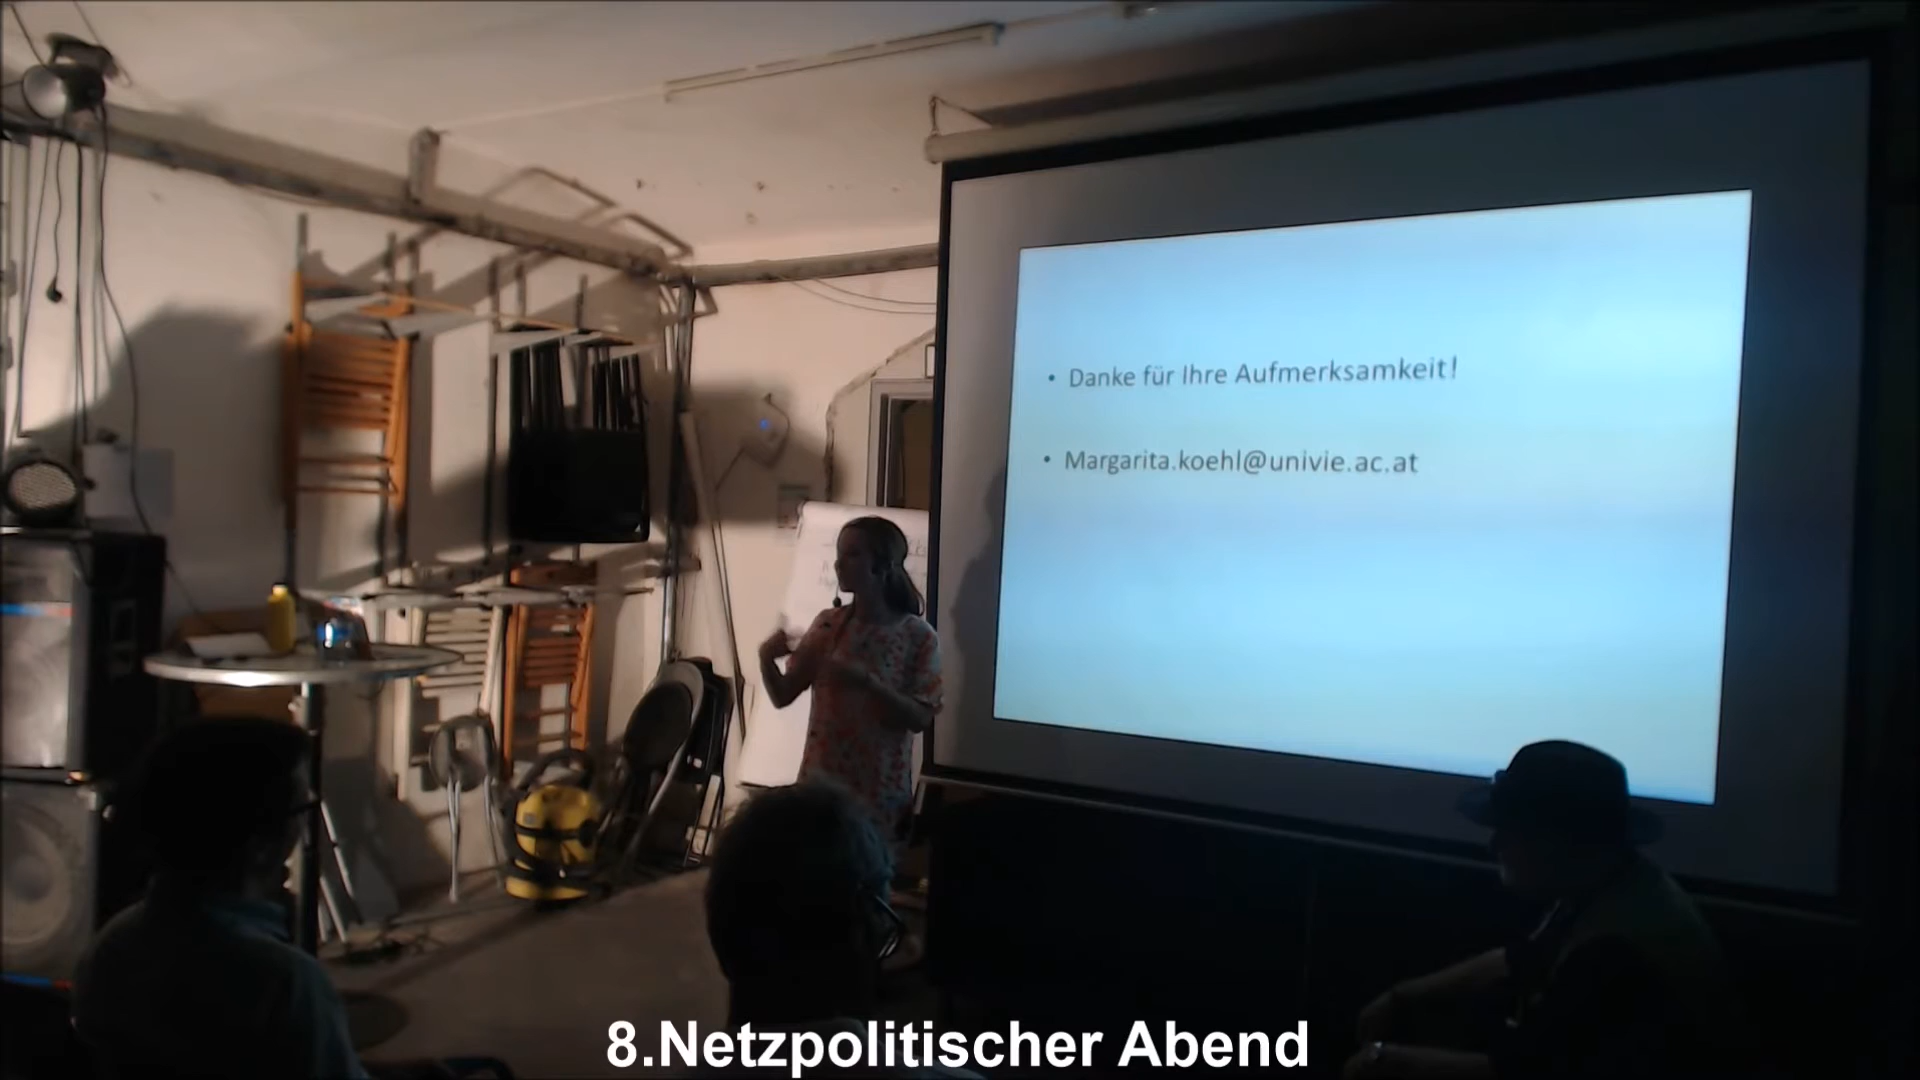 • Danke für Ihre Aufmerksamkeit!
• Margarita.koehl@univie.ac.at
8.Netzpolitischer Abend